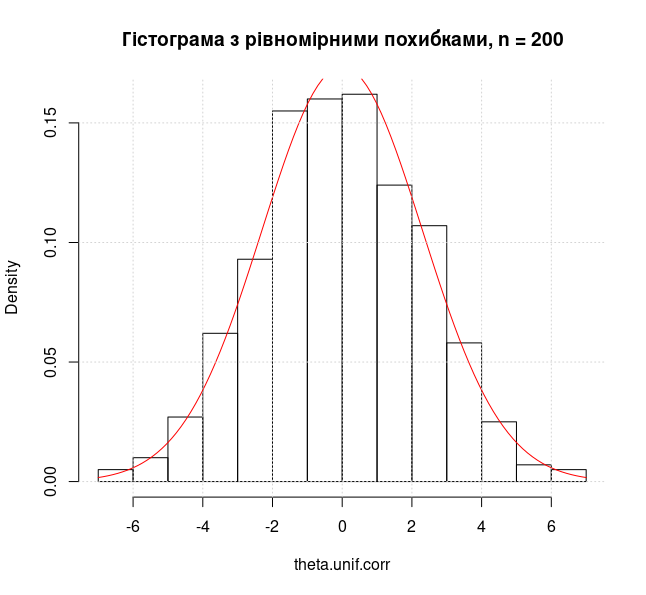 Гістограма з рівномірними похибками, n = 200
Density
0.15
0.10
0.05
0.00
-6 -4 -2 0 2 4 6
theta.unif.corr